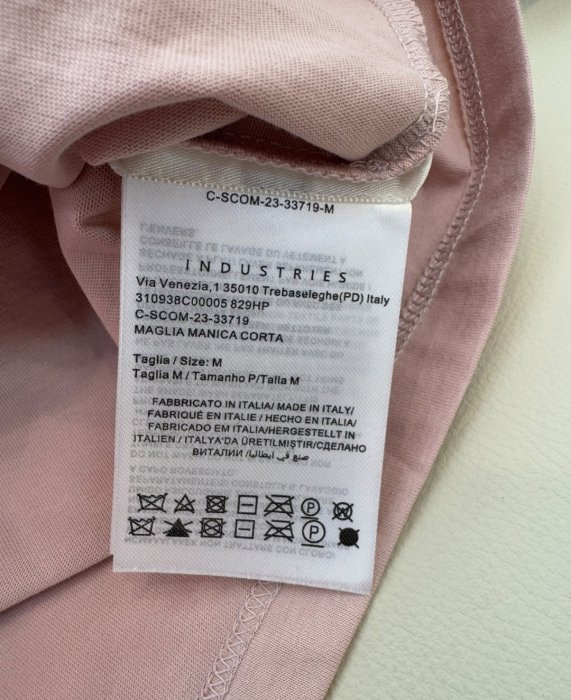 C-SCOM-23-33719-M
INDUSTRIES
Via Venezia,1 35010 Trebaseleghe(PD) Italy
310938C00005 829HP
C-SCOM-23-33719
MAGLIA MANICA CORTA
Taglia / Size: M
Taglia M / Tamanho P/Talla M
FABBRICATO IN ITALIA/ MADE IN ITALY/
FABRIQUÉ EN ITALIE / HECHO EN ITALIA/
FABRICADO EM ITALIA/HERGESTELLT IN
ITALIEN / ITALYA'DA ÜRETILMIŞTIR/СДЕЛАНО
ВИТАЛИИ /صنع في ايطاليا